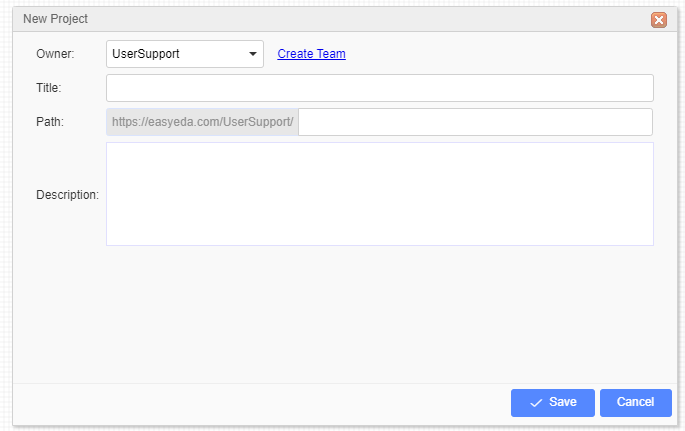 New Project
Owner: UserSupport Create Team
Title:
Path: https://easyeda.com/UserSupport/
Description:
Save Cancel